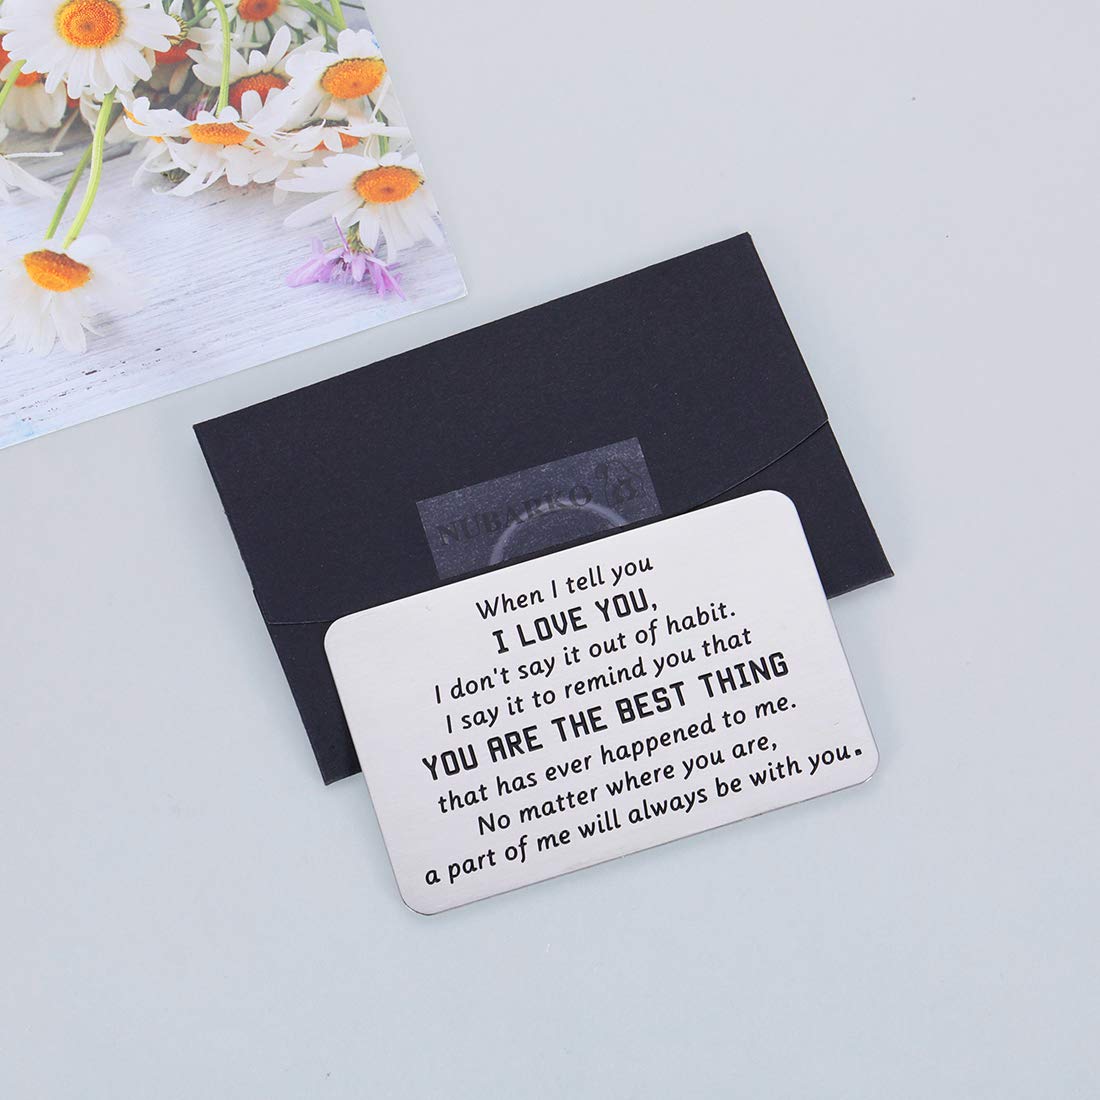 NUBARKO
When I tell you
I LOVE YOU,
I don't say it out of habit.
I say it to remind you that
YOU ARE THE BEST THING
that has ever happened to me.
No matter where you are,
a part of me will always be with you.